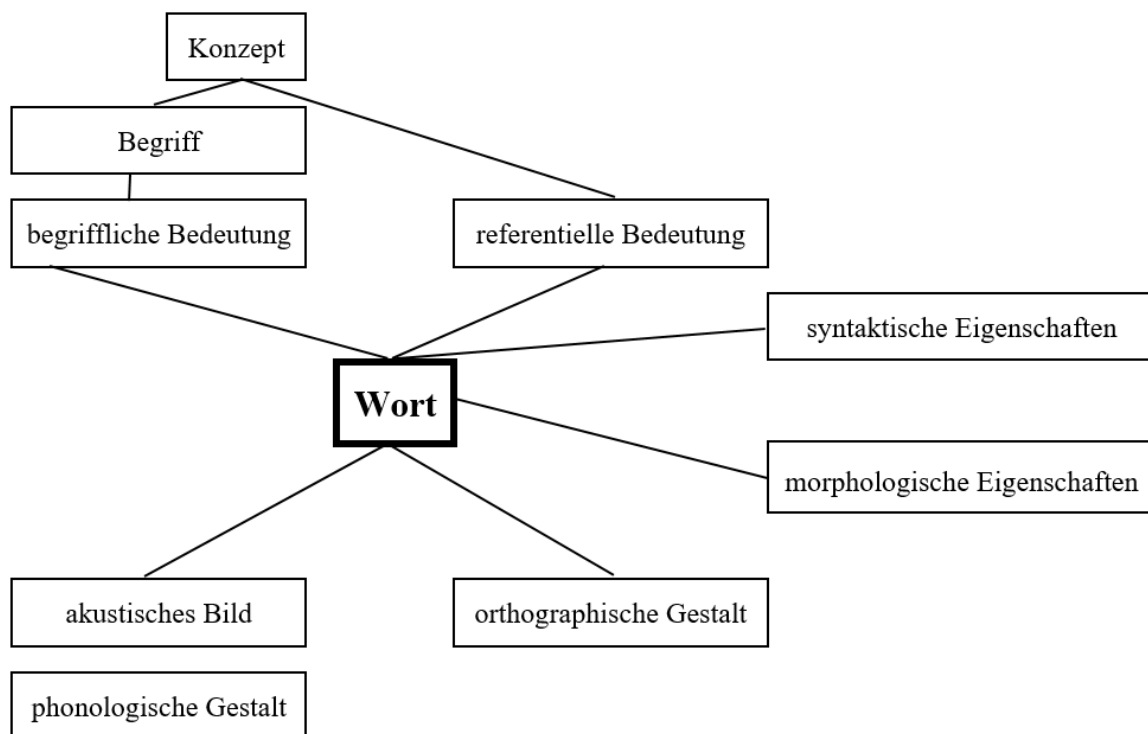 Konzept
Begriff
begriffliche Bedeutung
referentielle Bedeutung
syntaktische Eigenschaften
Wort
morphologische Eigenschaften
akustisches Bild
orthographische Gestalt
phonologische Gestalt